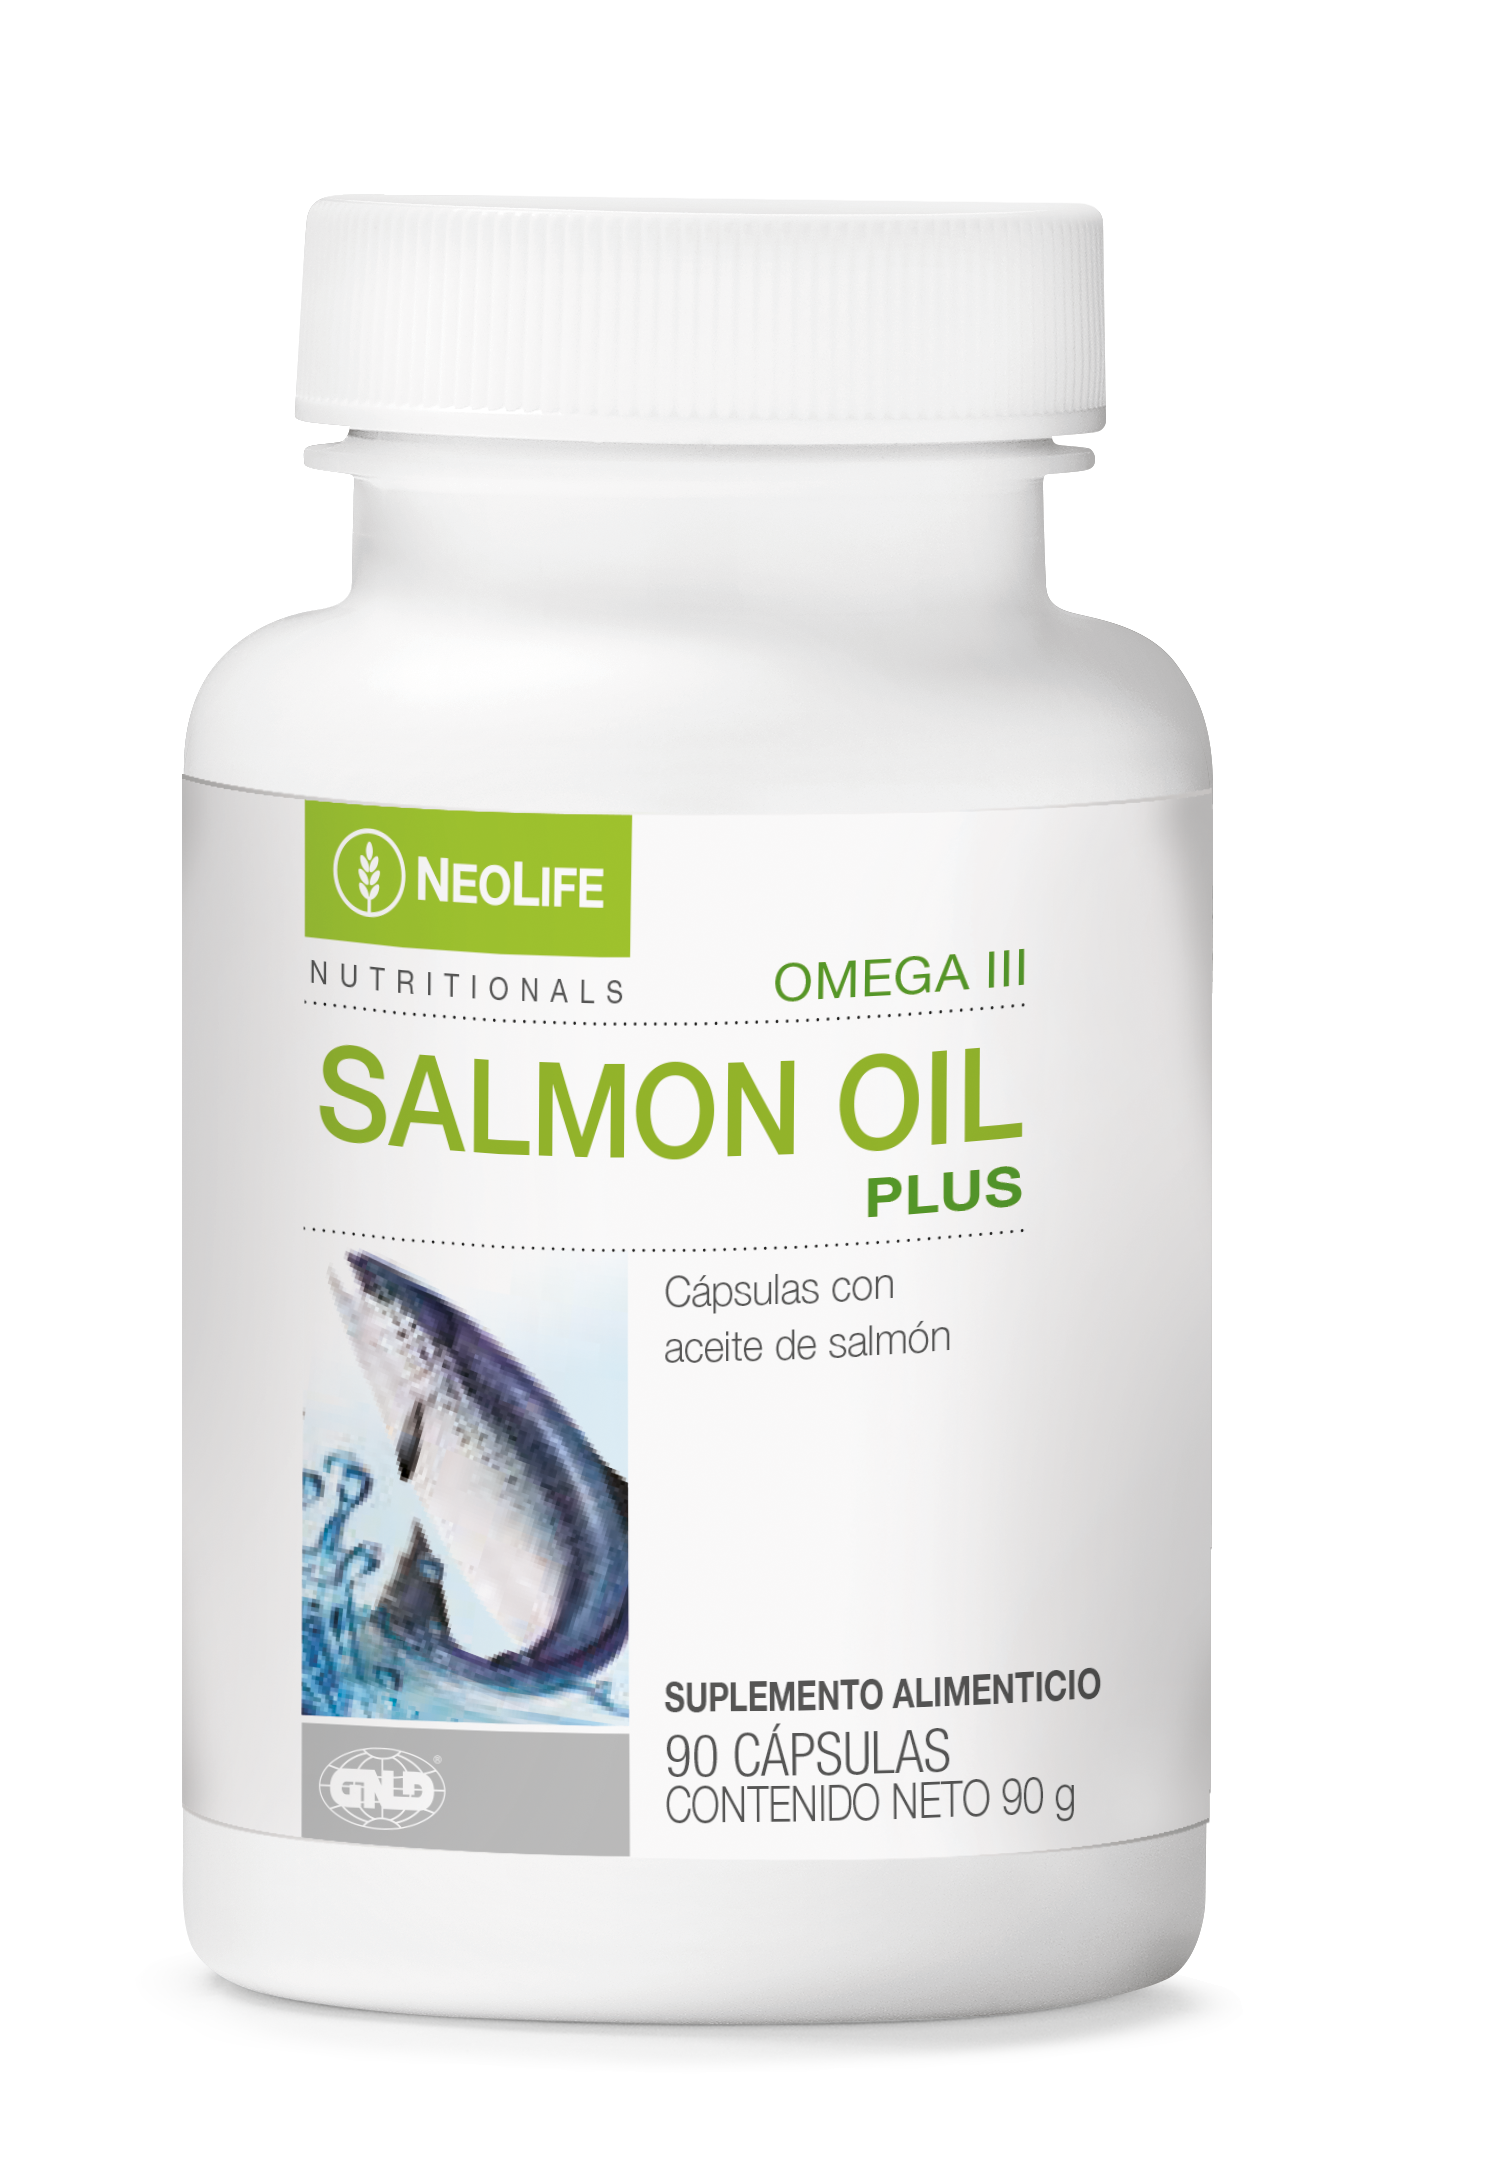 NEOLIFE
NUTRITIONALS
OMEGA III
SALMON OIL
PLUS
Cápsulas con
aceite de salmón
SUPLEMENTO ALIMENTICIO
90 CÁPSULAS
CONTENIDO NETO 90 g
GNLD®